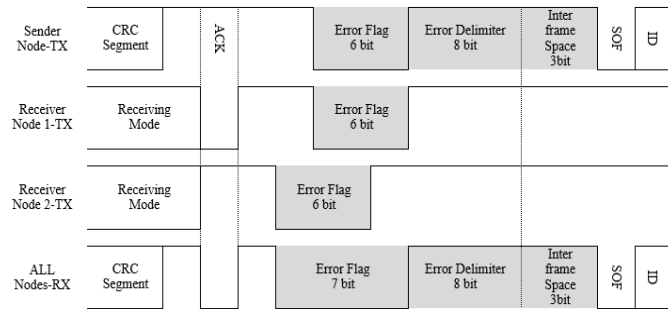 Sender
Node-TX
CRC
Segment
ACK
Error Flag
6 bit
Error Delimiter
8 bit
Inter
frame
Space
3bit
SOF
ID
Receiver
Node 1-TX
Receiving
Mode
Error Flag
6 bit
Receiver
Node 2-TX
Receiving
Mode
Error Flag
6 bit
ALL
Nodes-RX
CRC
Segment
Error Flag
7 bit
Error Delimiter
8 bit
Inter
frame
Space
3bit
SOF
ID